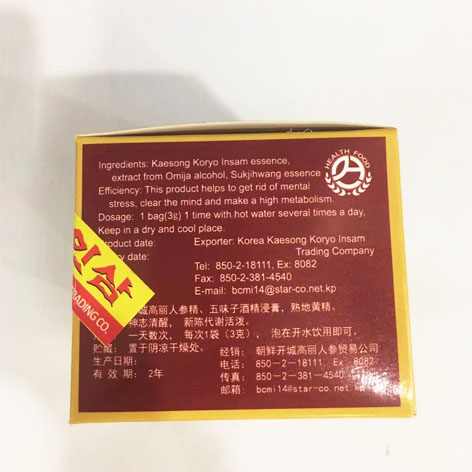 HEALTH FOOD
Ingredients: Kaesong Koryo Insam essence,
extract from Omija alcohol, Sukjihwang essence
Efficiency: This product helps to get rid of mental
stress, clear the mind and make a high metabolism.
Dosage: 1 bag(3g) 1 time with hot water several times a day,
Keep in a dry and cool place.
Product date:
Exporter: Korea Kaesong Koryo Insam
Trading Company
date:
Tel: 850-2-18111, Ex: 8082
Fax: 850-2-381-4540
E-mail: bcmi14@star-co.net.kp
인삼
TRADING CO.
城高丽人参精、五味子酒精浸膏，熟地黄精。
神志清醒， 新陈代谢活泼。
一天数次， 每次1袋（3克）， 泡在开水饮用即可。
贮藏： 置于阴凉干燥处。
生产日期:
有 效 期: 2年
经销： 朝鲜开城高丽人参贸易公司
电话： 850-2-18111, Ex: 8082
传真： 850-2-381-4540
邮箱： bcmi14@star-co.net.kp